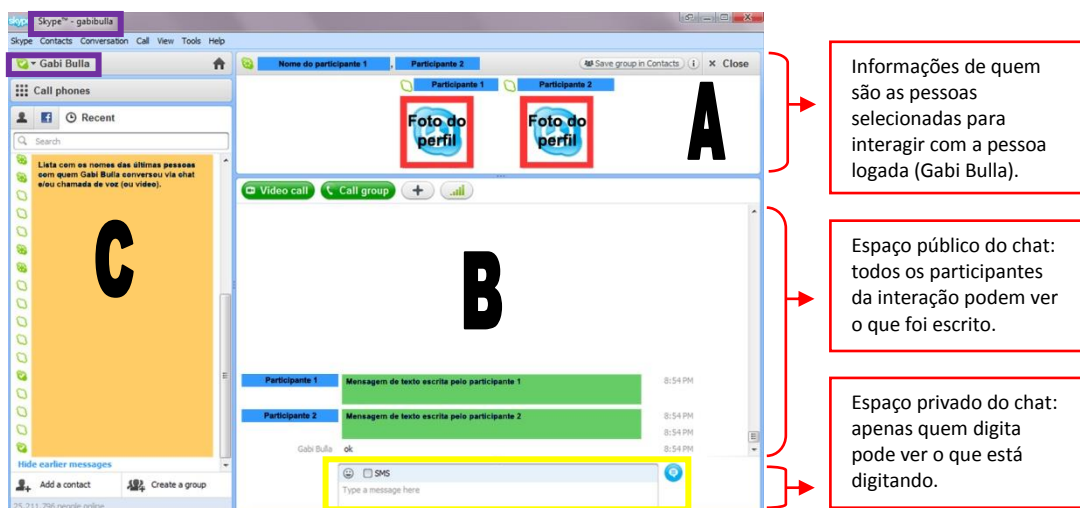 Skype™ - gabibulla
Skype Contacts Conversation Call View Tools Help
Gabi Bulla
Call phones
Recent
Search
Lista com os nomes das últimas pessoas
com quem Gabi Bulla conversou via chat
e/ou chamada de voz (ou vídeo).
C
Hide earlier messages
Add a contact Create a group
25,211,796 people online
Nome do participante 1 , Participante 2 Save group in Contacts i × Close
Participante 1 Participante 2
Foto do
perfil
Foto do
perfil
A
Video call Call group
B
Participante 1 Mensagem de texto escrita pelo participante 1 8:54 PM
Participante 2 Mensagem de texto escrita pelo participante 2 8:54 PM
8:54 PM
Gabi Bulla ok 8:54 PM
SMS
Type a message here
Informações de quem
são as pessoas
selecionadas para
interagir com a pessoa
logada (Gabi Bulla).
Espaço público do chat:
todos os participantes
da interação podem ver
o que foi escrito.
Espaço privado do chat:
apenas quem digita
pode ver o que está
digitando.